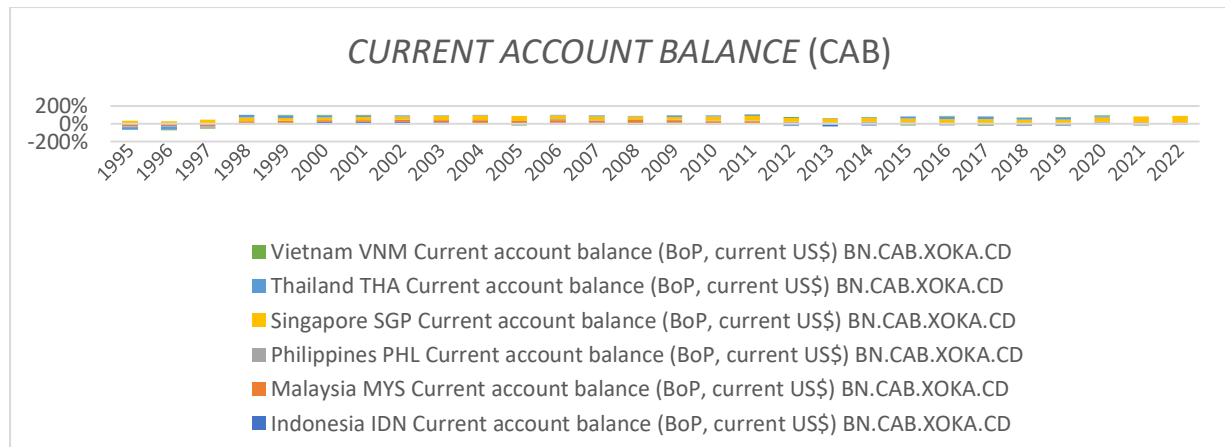 CURRENT ACCOUNT BALANCE (CAB)
200%
0%
-200%
1995 1996 1997 1998 1999 2000 2001 2002 2003 2004 2005 2006 2007 2008 2009 2010 2011 2012 2013 2014 2015 2016 2017 2018 2019 2020 2021 2022
Vietnam VNM Current account balance (BoP, current US$) BN.CAB.XOKA.CD
Thailand THA Current account balance (BoP, current US$) BN.CAB.XOKA.CD
Singapore SGP Current account balance (BoP, current US$) BN.CAB.XOKA.CD
Philippines PHL Current account balance (BoP, current US$) BN.CAB.XOKA.CD
Malaysia MYS Current account balance (BoP, current US$) BN.CAB.XOKA.CD
Indonesia IDN Current account balance (BoP, current US$) BN.CAB.XOKA.CD